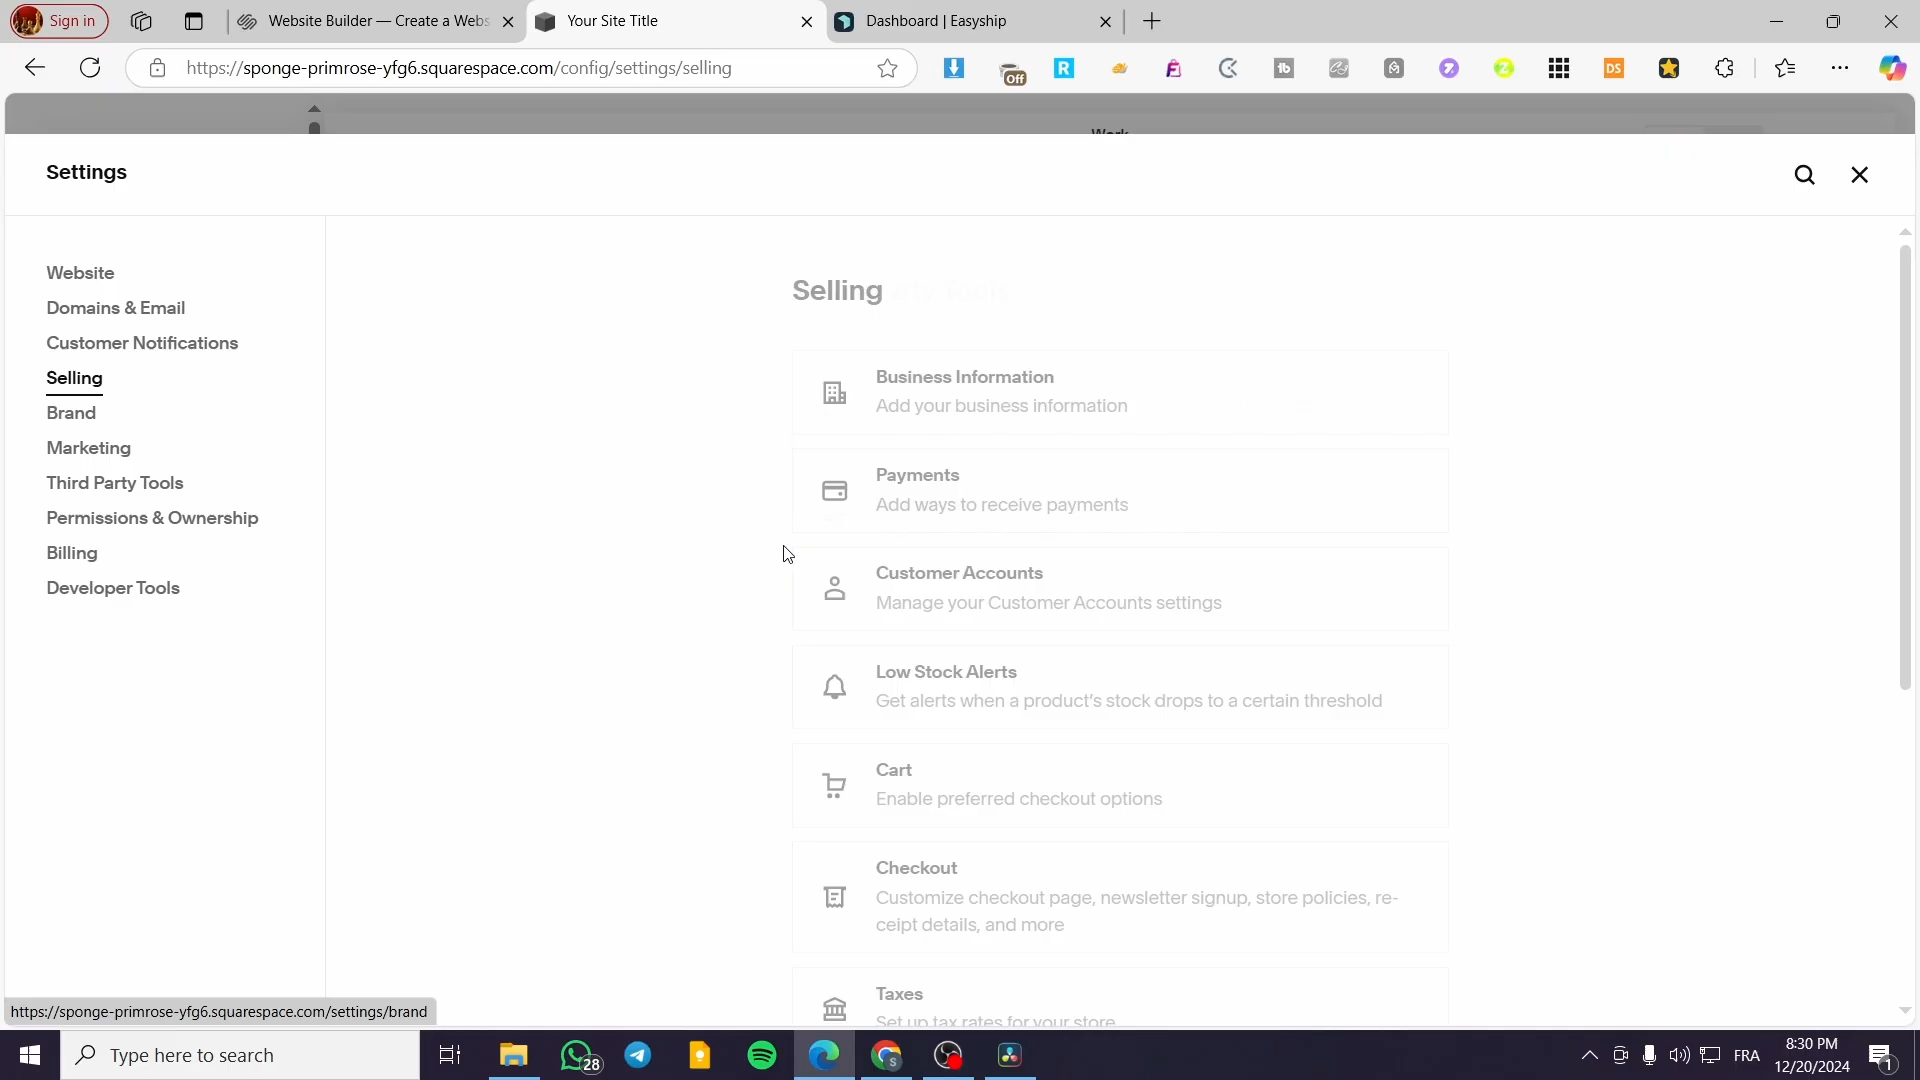 Sign in
Website Builder — Create a Webs
Your Site Title
Dashboard | Easyship
https://sponge-primrose-yfg6.squarespace.com/config/settings/selling
Off
Settings
Website
Domains & Email
Customer Notifications
Selling
Brand
Marketing
Third Party Tools
Permissions & Ownership
Billing
Developer Tools
Selling
Business Information
Add your business information
Payments
Add ways to receive payments
Customer Accounts
Manage your Customer Accounts settings
Low Stock Alerts
Get alerts when a product's stock drops to a certain threshold
Cart
Enable preferred checkout options
Checkout
Customize checkout page, newsletter signup, store policies, re-
ceipt details, and more
Taxes
Set up tax rates for your store
https://sponge-primrose-yfg6.squarespace.com/settings/brand
Type here to search
28
FRA
8:30 PM
12/20/2024
1